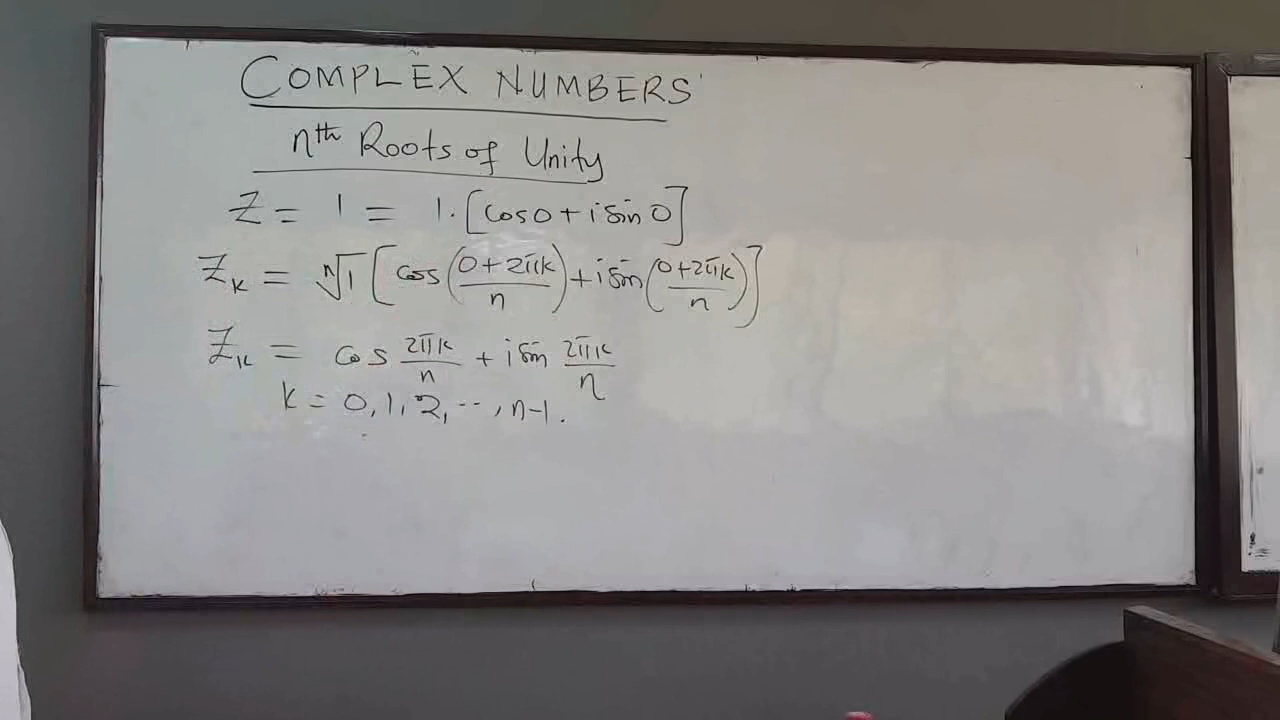 COMPLEX NUMBERS
nth Roots of Unity
Z = 1 = 1·[cos0 + i sin 0]
Zₖ = ⁿ√1 [cos((0+2πk)/n) + i sin((0+2πk)/n)]
Zₖ = cos 2πk/n + i sin 2πk/n
k = 0, 1, 2, ..., n-1.